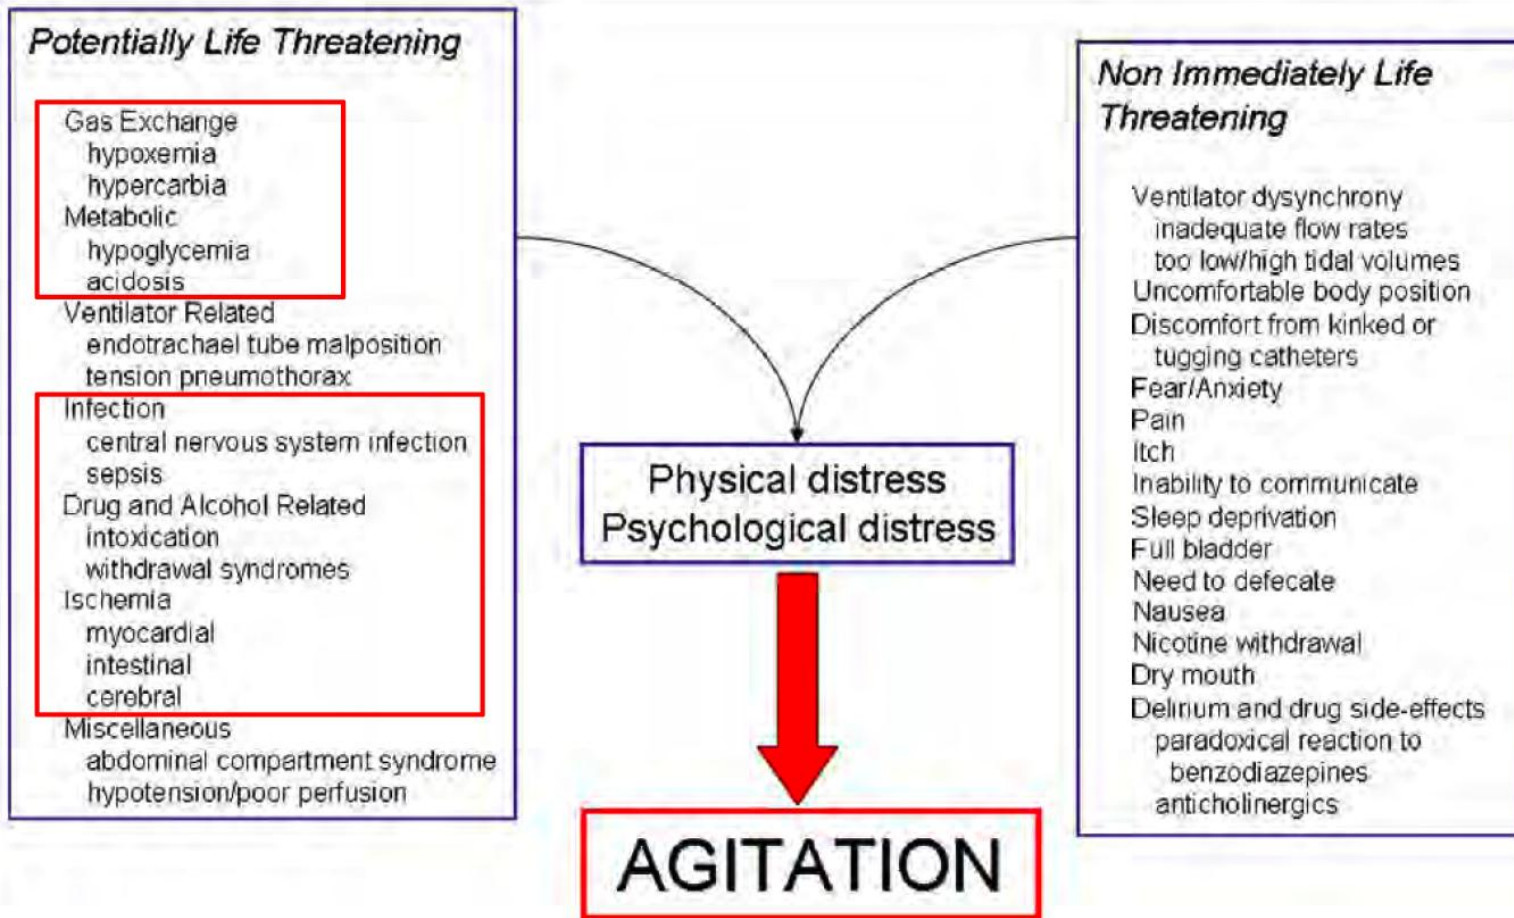 Potentially Life Threatening
Gas Exchange
hypoxemia
hypercarbia
Metabolic
hypoglycemia
acidosis
Ventilator Related
endotrachael tube malposition
tension pneumothorax
Infection
central nervous system infection
sepsis
Drug and Alcohol Related
intoxication
withdrawal syndromes
Ischemia
myocardial
intestinal
cerebral
Miscellaneous
abdominal compartment syndrome
hypotension/poor perfusion
Physical distress
Psychological distress
AGITATION
Non Immediately Life
Threatening
Ventilator dysynchrony
inadequate flow rates
too low/high tidal volumes
Uncomfortable body position
Discomfort from kinked or
tugging catheters
Fear/Anxiety
Pain
Itch
Inability to communicate
Sleep deprivation
Full bladder
Need to defecate
Nausea
Nicotine withdrawal
Dry mouth
Delirium and drug side-effects
paradoxical reaction to
benzodiazepines
anticholinergics